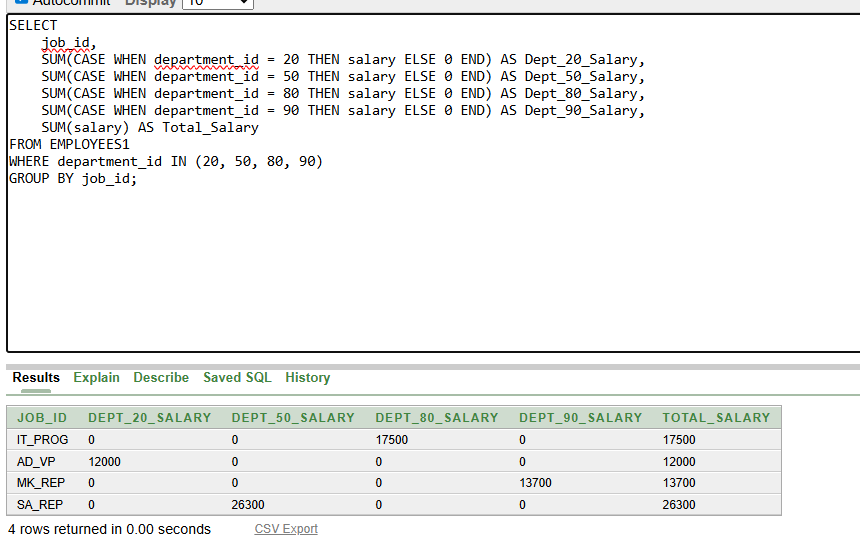 Autocommit Display 10
SELECT
    job_id,
    SUM(CASE WHEN department_id = 20 THEN salary ELSE 0 END) AS Dept_20_Salary,
    SUM(CASE WHEN department_id = 50 THEN salary ELSE 0 END) AS Dept_50_Salary,
    SUM(CASE WHEN department_id = 80 THEN salary ELSE 0 END) AS Dept_80_Salary,
    SUM(CASE WHEN department_id = 90 THEN salary ELSE 0 END) AS Dept_90_Salary,
    SUM(salary) AS Total_Salary
FROM EMPLOYEES1
WHERE department_id IN (20, 50, 80, 90)
GROUP BY job_id;
Results Explain Describe Saved SQL History
JOB_ID DEPT_20_SALARY DEPT_50_SALARY DEPT_80_SALARY DEPT_90_SALARY TOTAL_SALARY
IT_PROG 0 0 17500 0 17500
AD_VP 12000 0 0 0 12000
MK_REP 0 0 0 13700 13700
SA_REP 0 26300 0 0 26300
4 rows returned in 0.00 seconds CSV Export